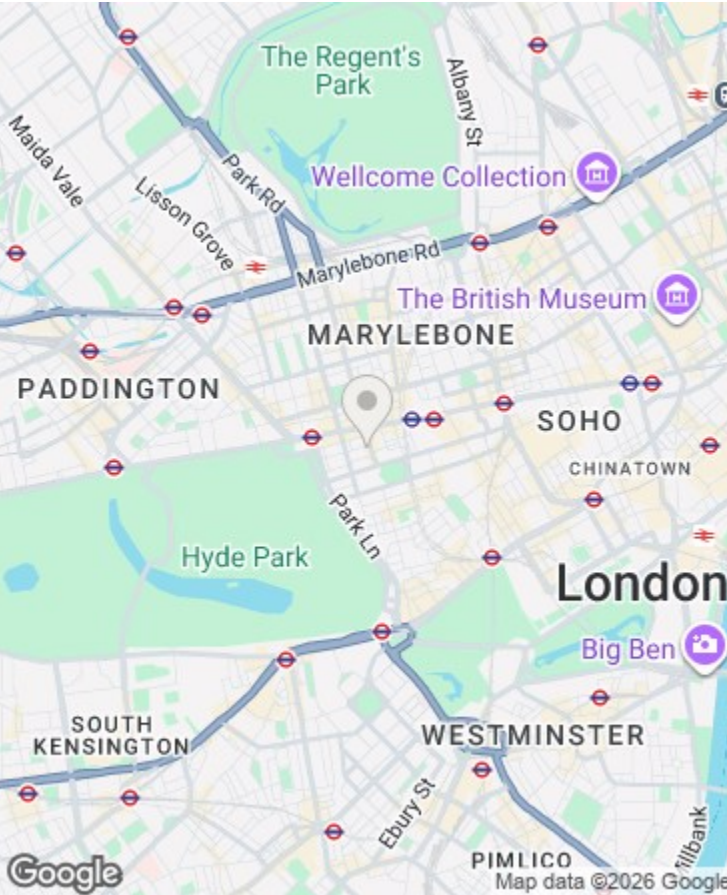 The Regent's
Park
Albany St
Maida Vale
Park Rd
Wellcome Collection
Lisson Grove
Marylebone Rd
The British Museum
MARYLEBONE
PADDINGTON
SOHO
CHINATOWN
Park Ln
Hyde Park
London
Big Ben
SOUTH
KENSINGTON
WESTMINSTER
Ebury St
PIMLICO
Google
Map data ©2026 Google